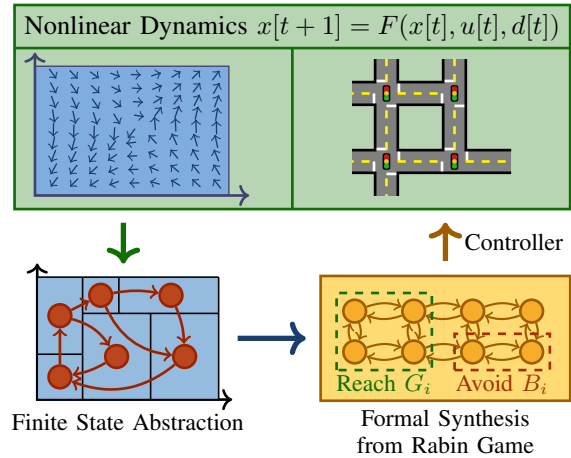 Nonlinear Dynamics x[t + 1] = F(x[t], u[t], d[t])
Controller
Reach G_i
Avoid B_i
Finite State Abstraction
Formal Synthesis
from Rabin Game